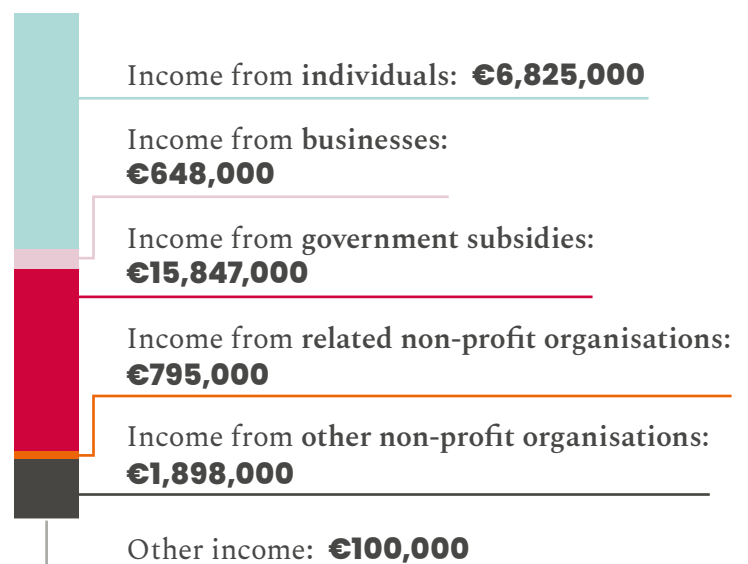 Income from individuals: €6,825,000
Income from businesses:
€648,000
Income from government subsidies:
€15,847,000
Income from related non-profit organisations:
€795,000
Income from other non-profit organisations:
€1,898,000
Other income: €100,000